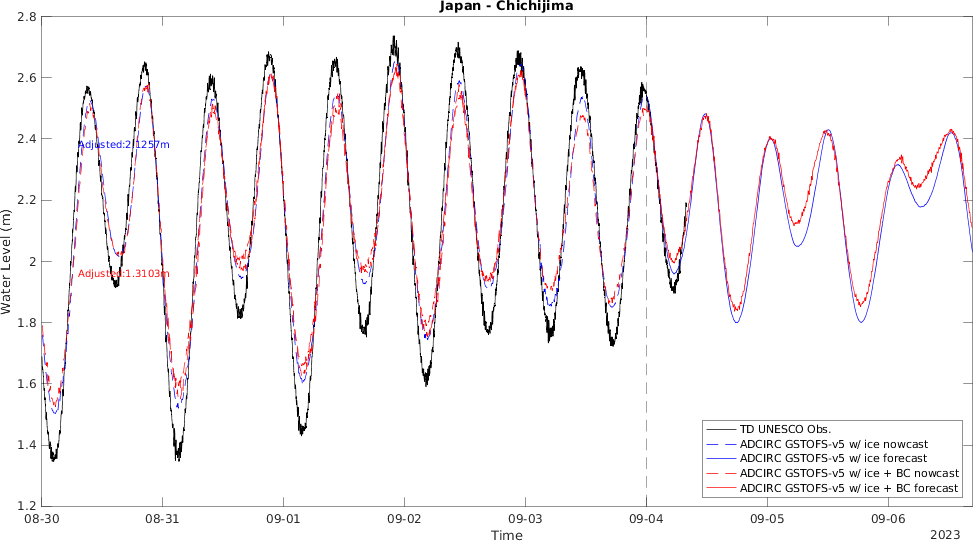 Japan - Chichijima
2.8
2.6
2.4
2.2
2
1.8
1.6
1.4
1.2
Water Level (m)
Adjusted:2.1257m
Adjusted:1.3103m
TD UNESCO Obs.
ADCIRC GSTOFS-v5 w/ ice nowcast
ADCIRC GSTOFS-v5 w/ ice forecast
ADCIRC GSTOFS-v5 w/ ice + BC nowcast
ADCIRC GSTOFS-v5 w/ ice + BC forecast
08-30 08-31 09-01 09-02 09-03 09-04 09-05 09-06
Time
2023